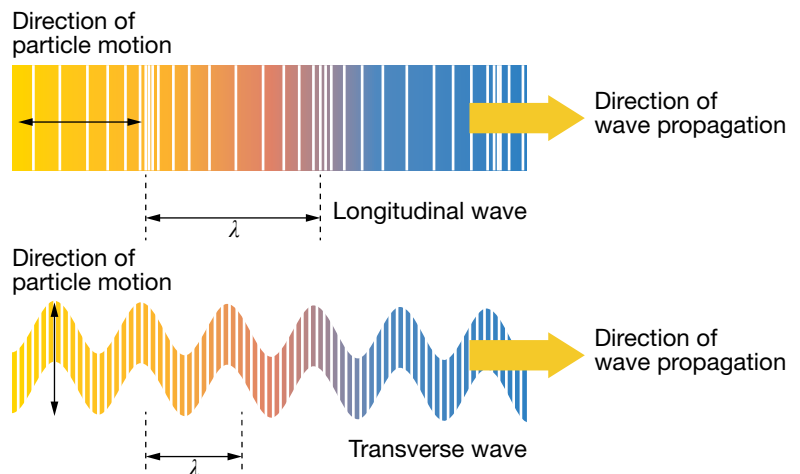 Direction of
particle motion
Direction of
wave propagation
λ
Longitudinal wave
Direction of
particle motion
Direction of
wave propagation
λ
Transverse wave